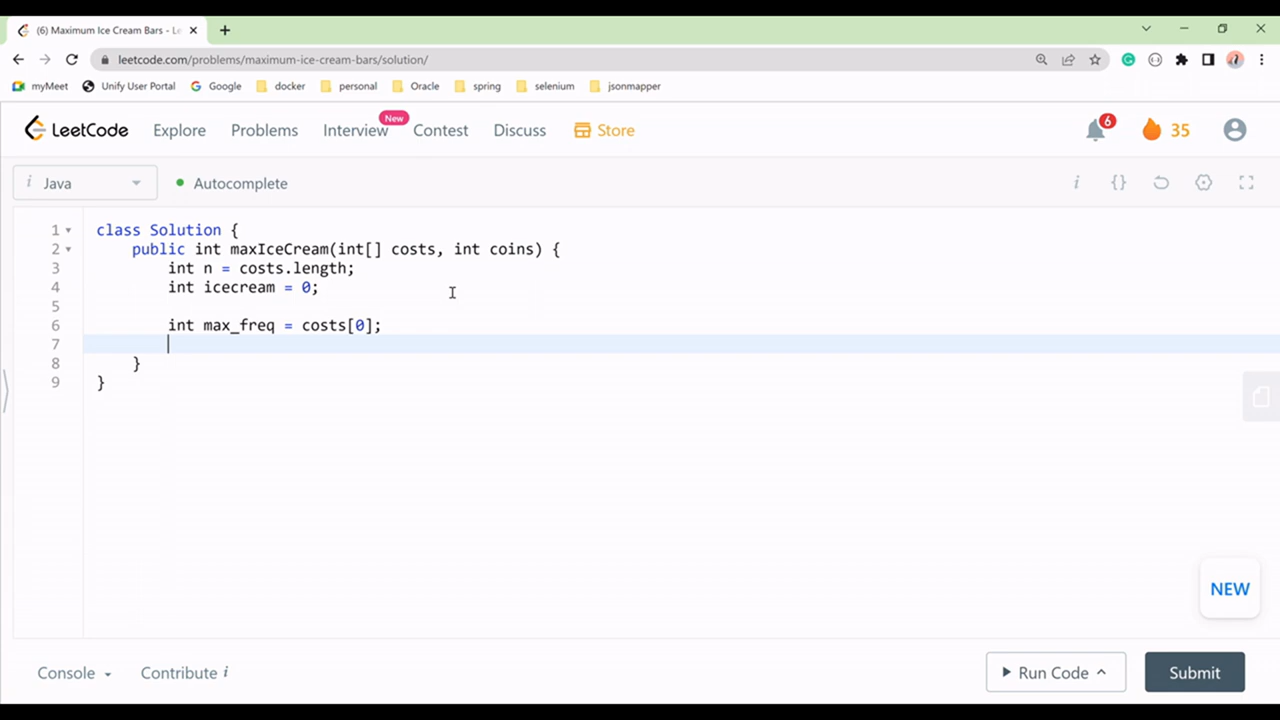 (6) Maximum Ice Cream Bars - Le
leetcode.com/problems/maximum-ice-cream-bars/solution/
myMeet Unify User Portal Google docker personal Oracle spring selenium jsonmapper
LeetCode Explore Problems Interview New Contest Discuss Store 6 35
i Java Autocomplete i {}
1 class Solution {
2 public int maxIceCream(int[] costs, int coins) {
3 int n = costs.length;
4 int icecream = 0;
5
6 int max_freq = costs[0];
7
8 }
9 }
NEW
Console Contribute i Run Code Submit